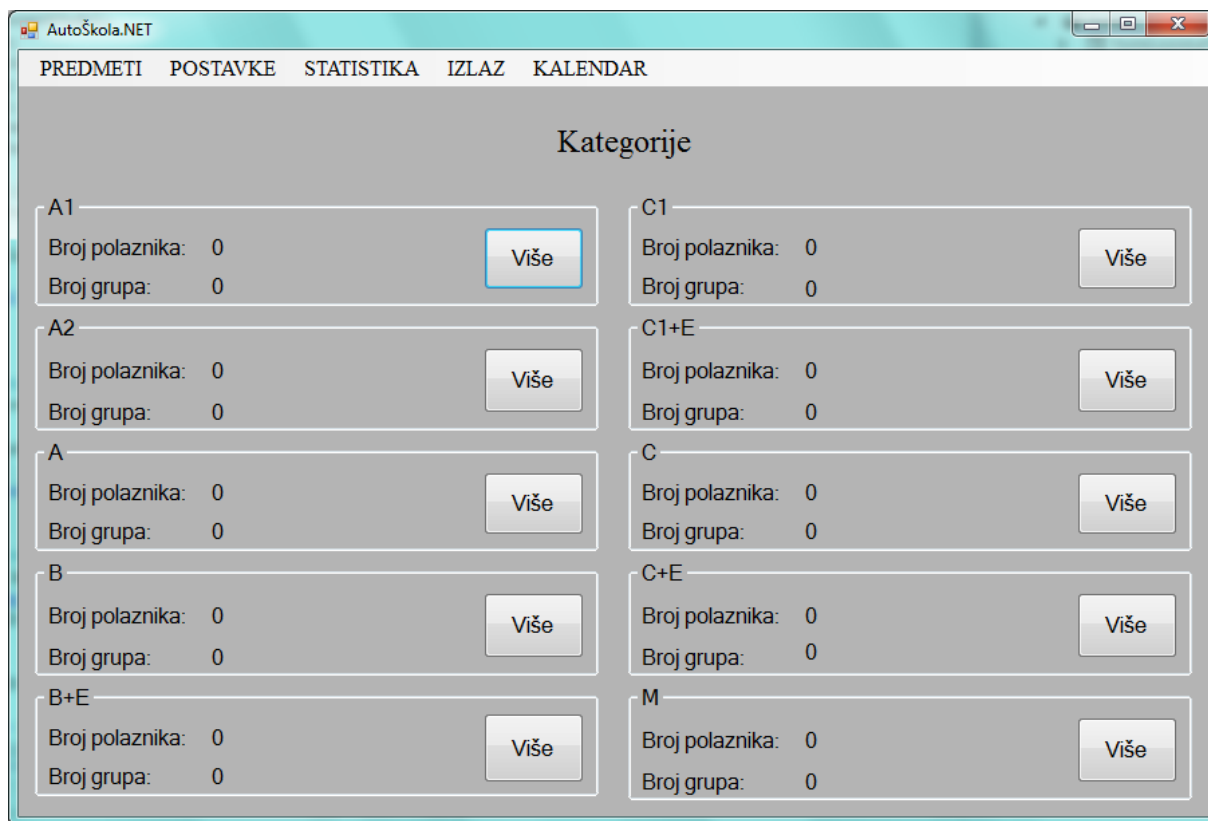 AutoŠkola.NET
PREDMETI POSTAVKE STATISTIKA IZLAZ KALENDAR
Kategorije
A1
Broj polaznika: 0
Broj grupa: 0
Više
A2
Broj polaznika: 0
Broj grupa: 0
Više
A
Broj polaznika: 0
Broj grupa: 0
Više
B
Broj polaznika: 0
Broj grupa: 0
Više
B+E
Broj polaznika: 0
Broj grupa: 0
Više
C1
Broj polaznika: 0
Broj grupa: 0
Više
C1+E
Broj polaznika: 0
Broj grupa: 0
Više
C
Broj polaznika: 0
Broj grupa: 0
Više
C+E
Broj polaznika: 0
Broj grupa: 0
Više
M
Broj polaznika: 0
Broj grupa: 0
Više